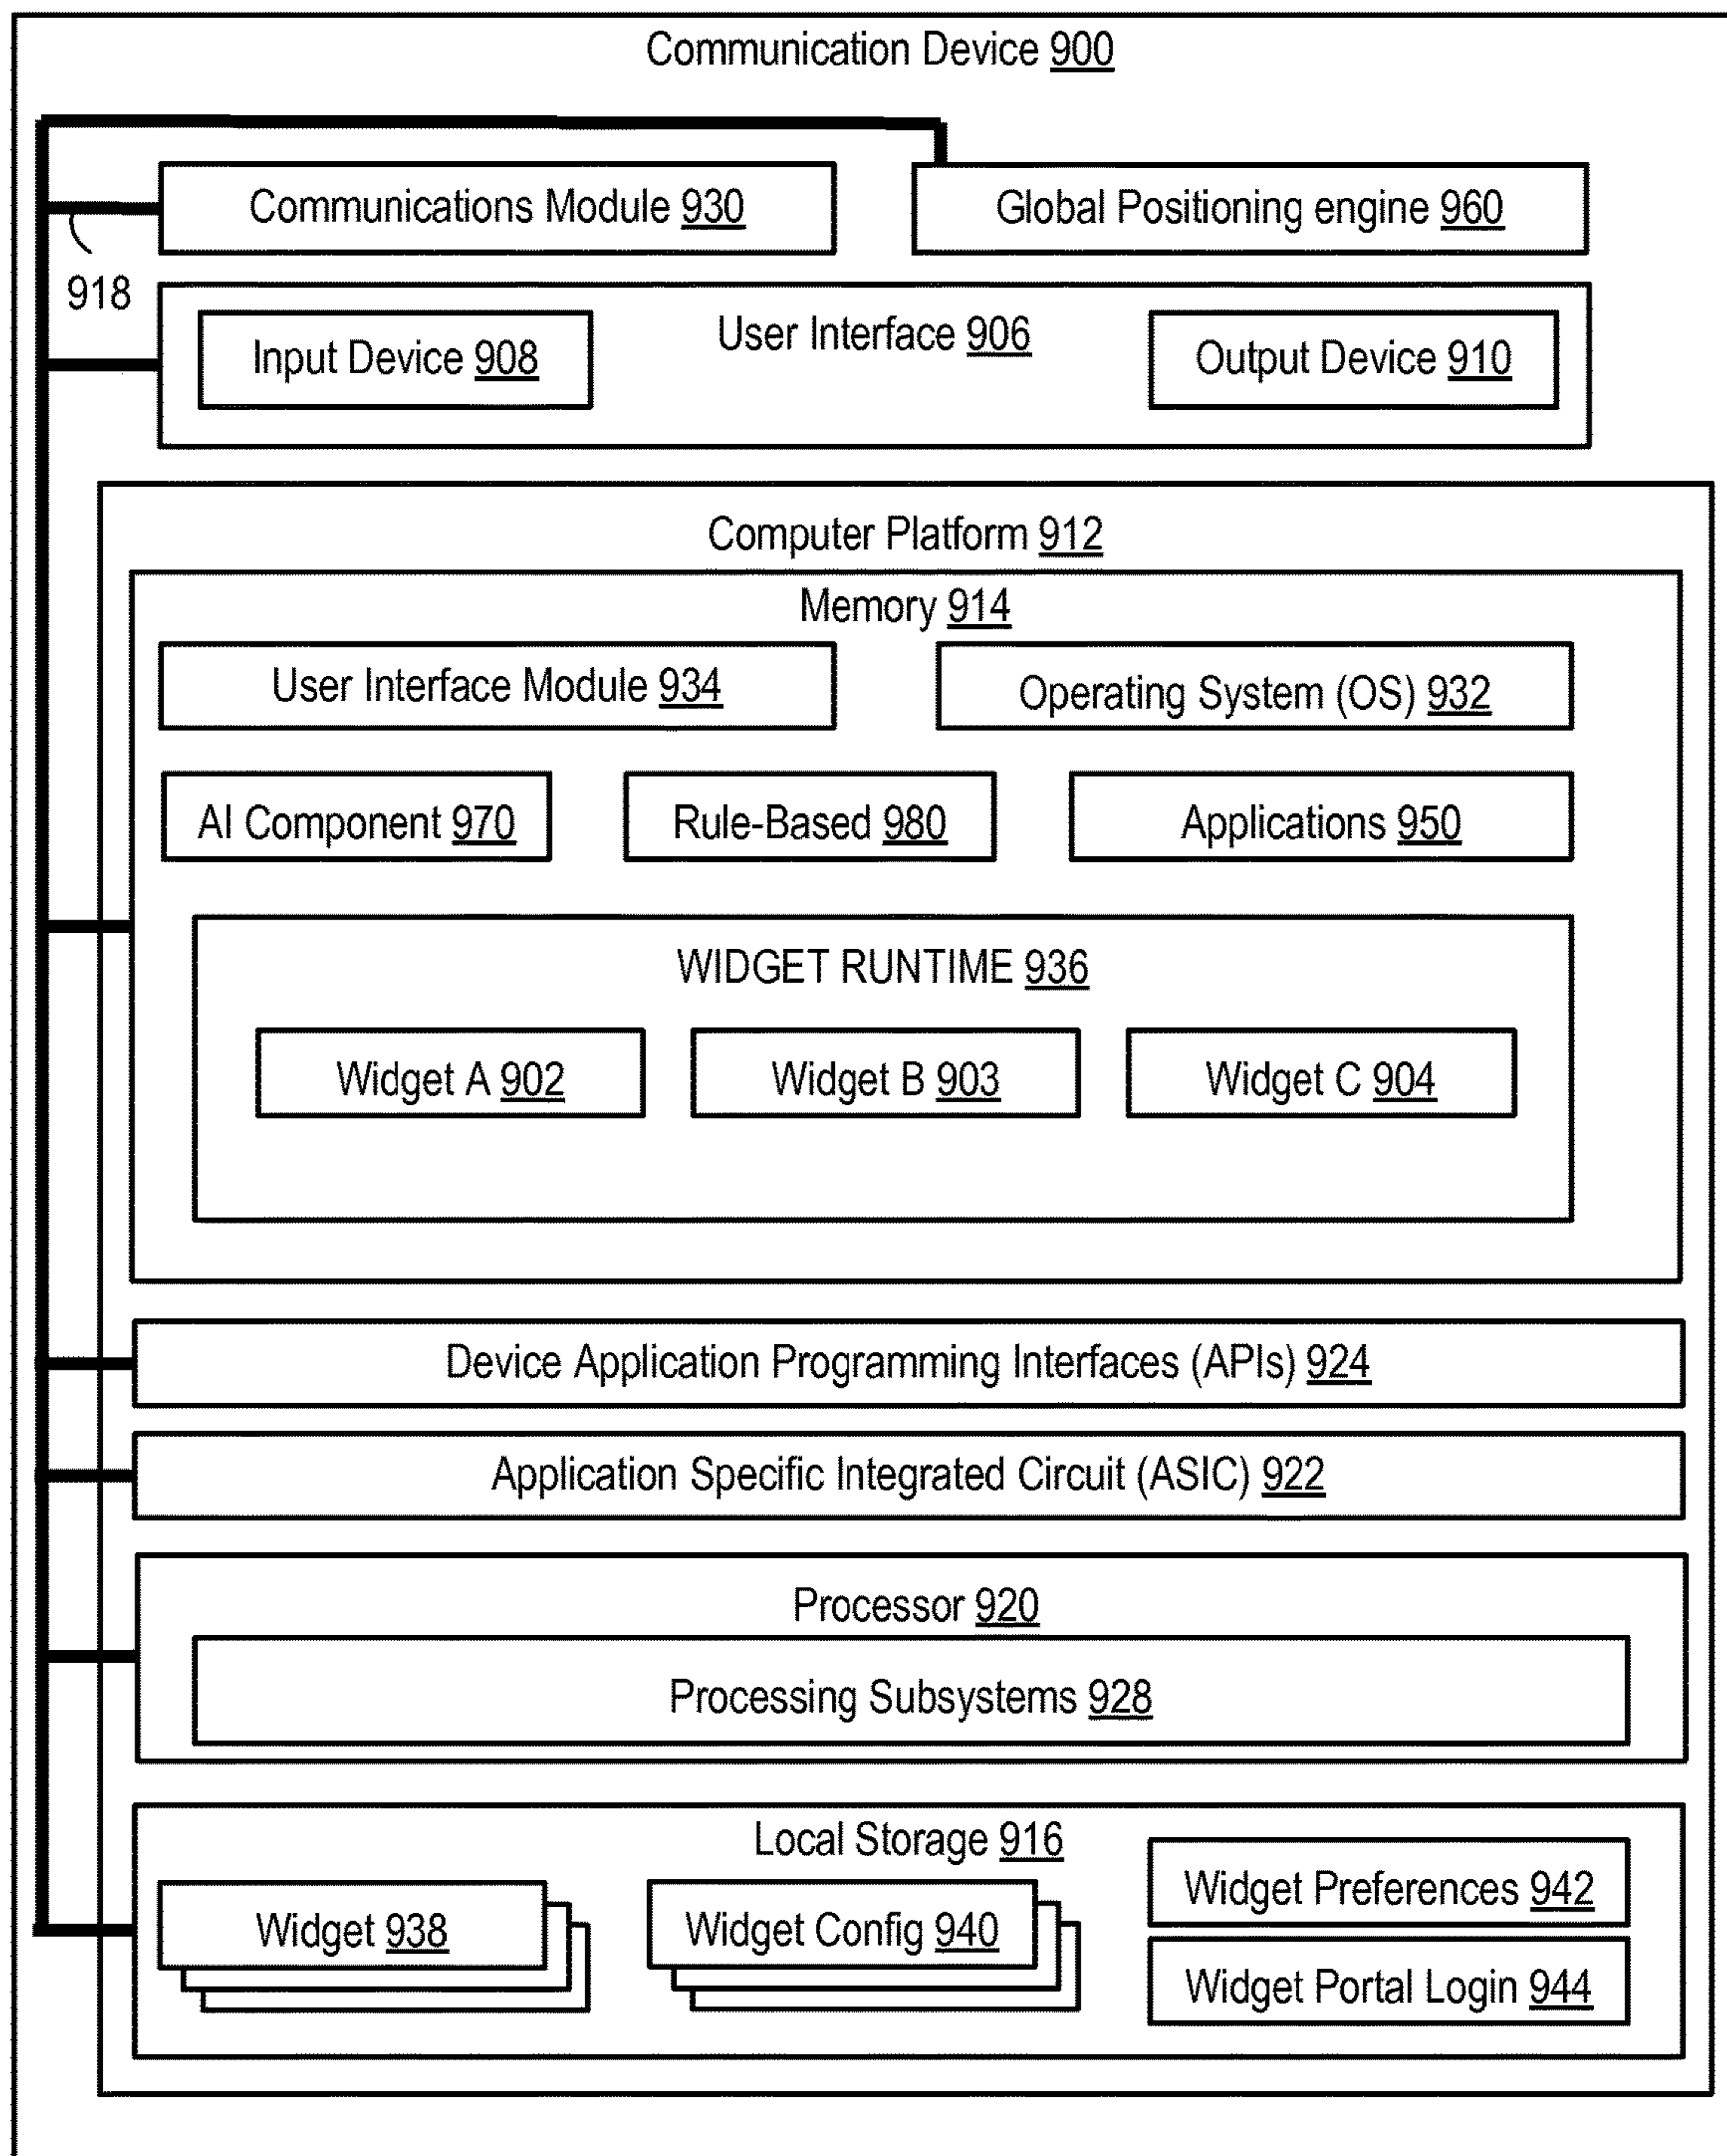 Communication Device 900
Communications Module 930
Global Positioning engine 960
918
User Interface 906
Input Device 908
Output Device 910
Computer Platform 912
Memory 914
User Interface Module 934
Operating System (OS) 932
AI Component 970
Rule-Based 980
Applications 950
WIDGET RUNTIME 936
Widget A 902
Widget B 903
Widget C 904
Device Application Programming Interfaces (APIs) 924
Application Specific Integrated Circuit (ASIC) 922
Processor 920
Processing Subsystems 928
Local Storage 916
Widget 938
Widget Config 940
Widget Preferences 942
Widget Portal Login 944